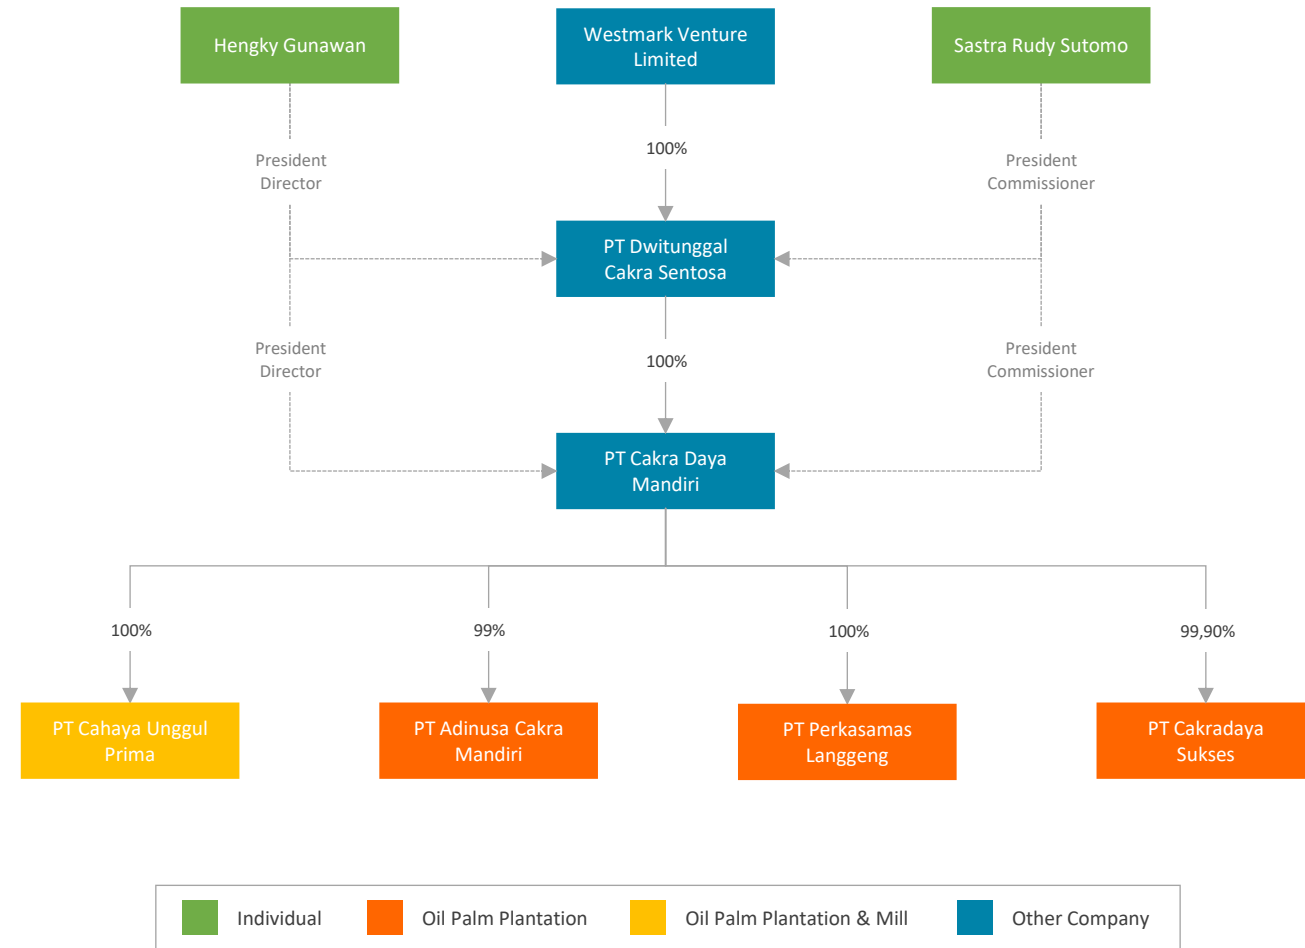 Hengky Gunawan
Westmark Venture
Limited
Sastra Rudy Sutomo
President
Director
100%
President
Commissioner
PT Dwitunggal
Cakra Sentosa
President
Director
100%
President
Commissioner
PT Cakra Daya
Mandiri
100%
99%
100%
99,90%
PT Cahaya Unggul
Prima
PT Adinusa Cakra
Mandiri
PT Perkasamas
Langgeng
PT Cakradaya
Sukses
Individual
Oil Palm Plantation
Oil Palm Plantation & Mill
Other Company